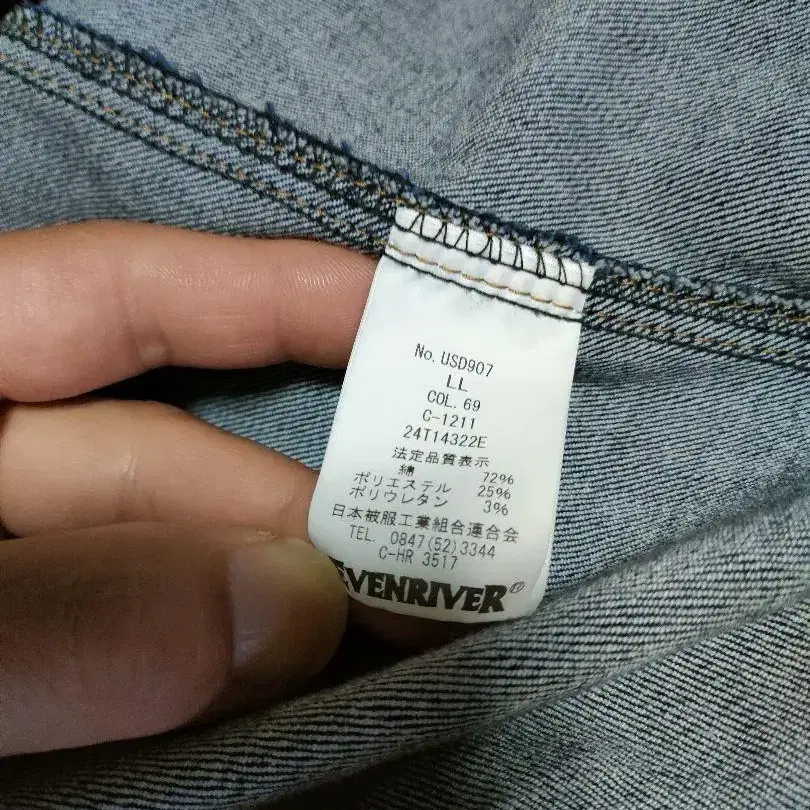 No. USD907
LL
COL. 69
C-1211
24T14322E
法定品質表示
綿 72%
ポリエステル 25%
ポリウレタン 3%
日本被服工業組合連合会
TEL. 0847(52)3344
C-HR 3517
EVENRIVER®